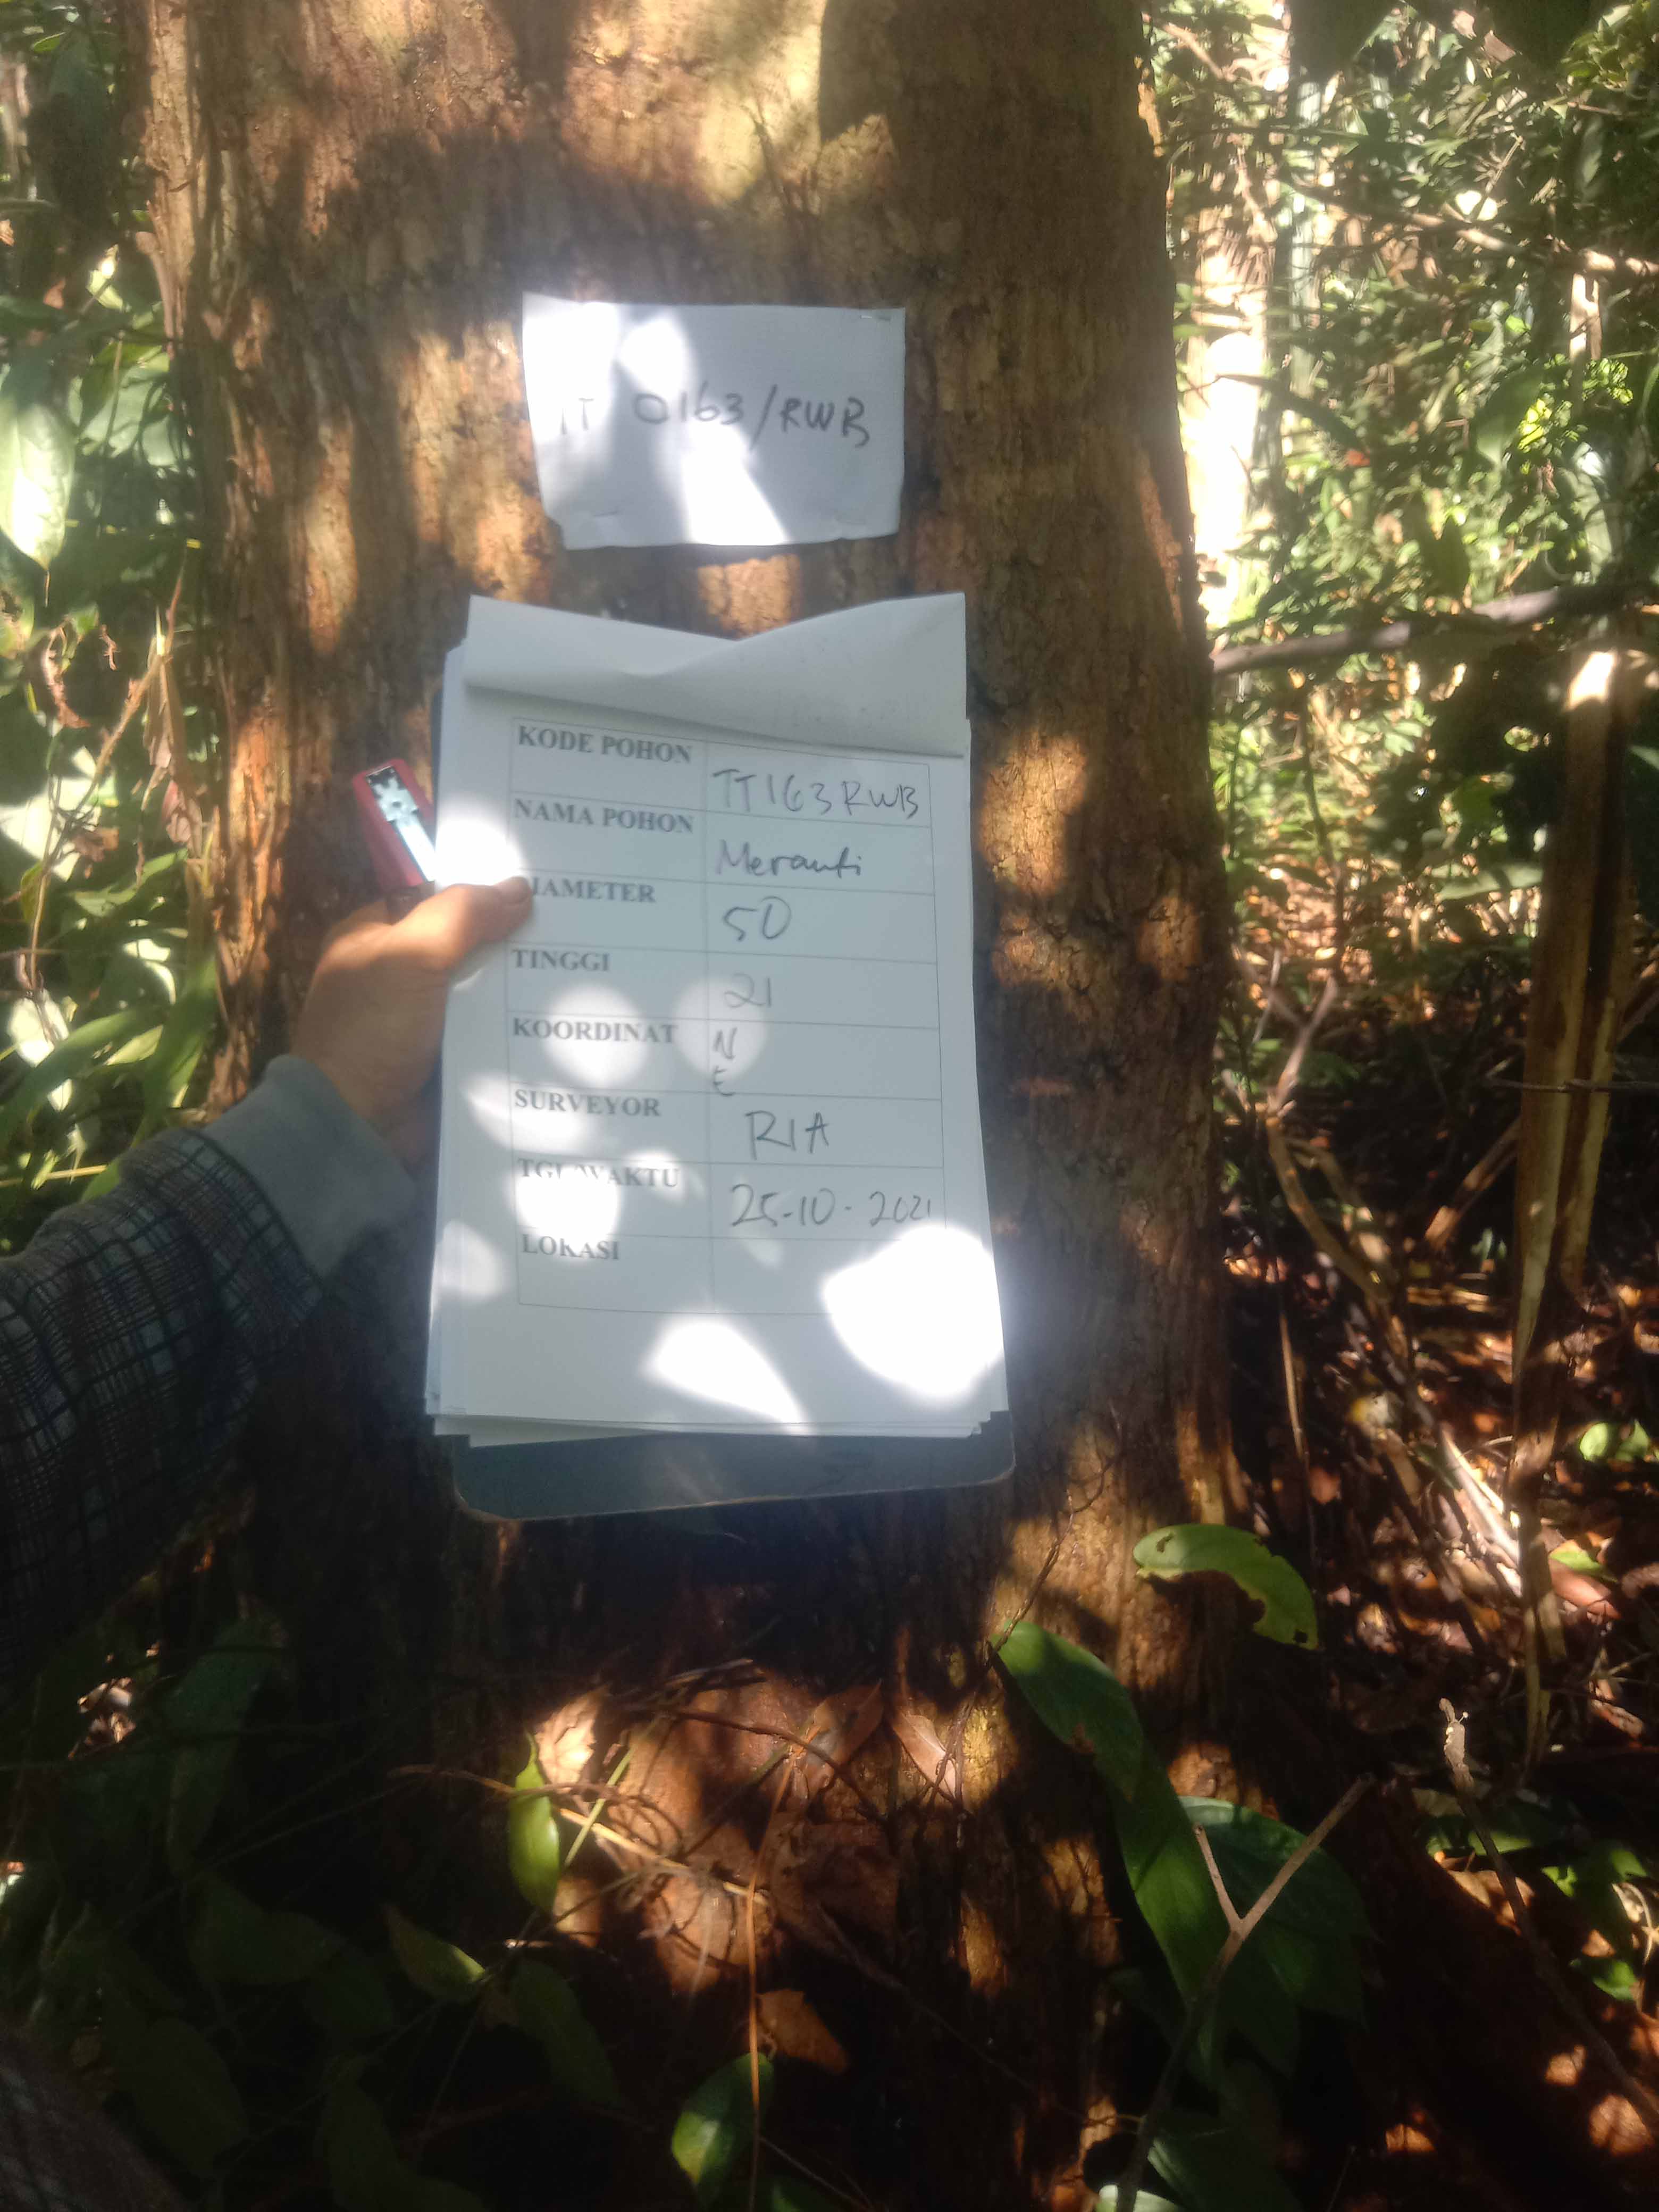 TT 0163/RWB
KODE POHON TT163RWB
NAMA POHON Meranti
DIAMETER 50
TINGGI 21
KOORDINAT N
E
SURVEYOR RIA
TGL/WAKTU 25-10-2021
LOKASI